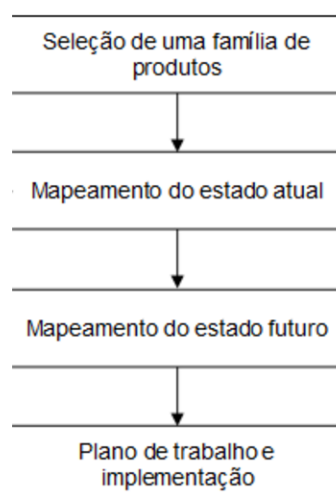 Seleção de uma família de
produtos
Mapeamento do estado atual
Mapeamento do estado futuro
Plano de trabalho e
implementação